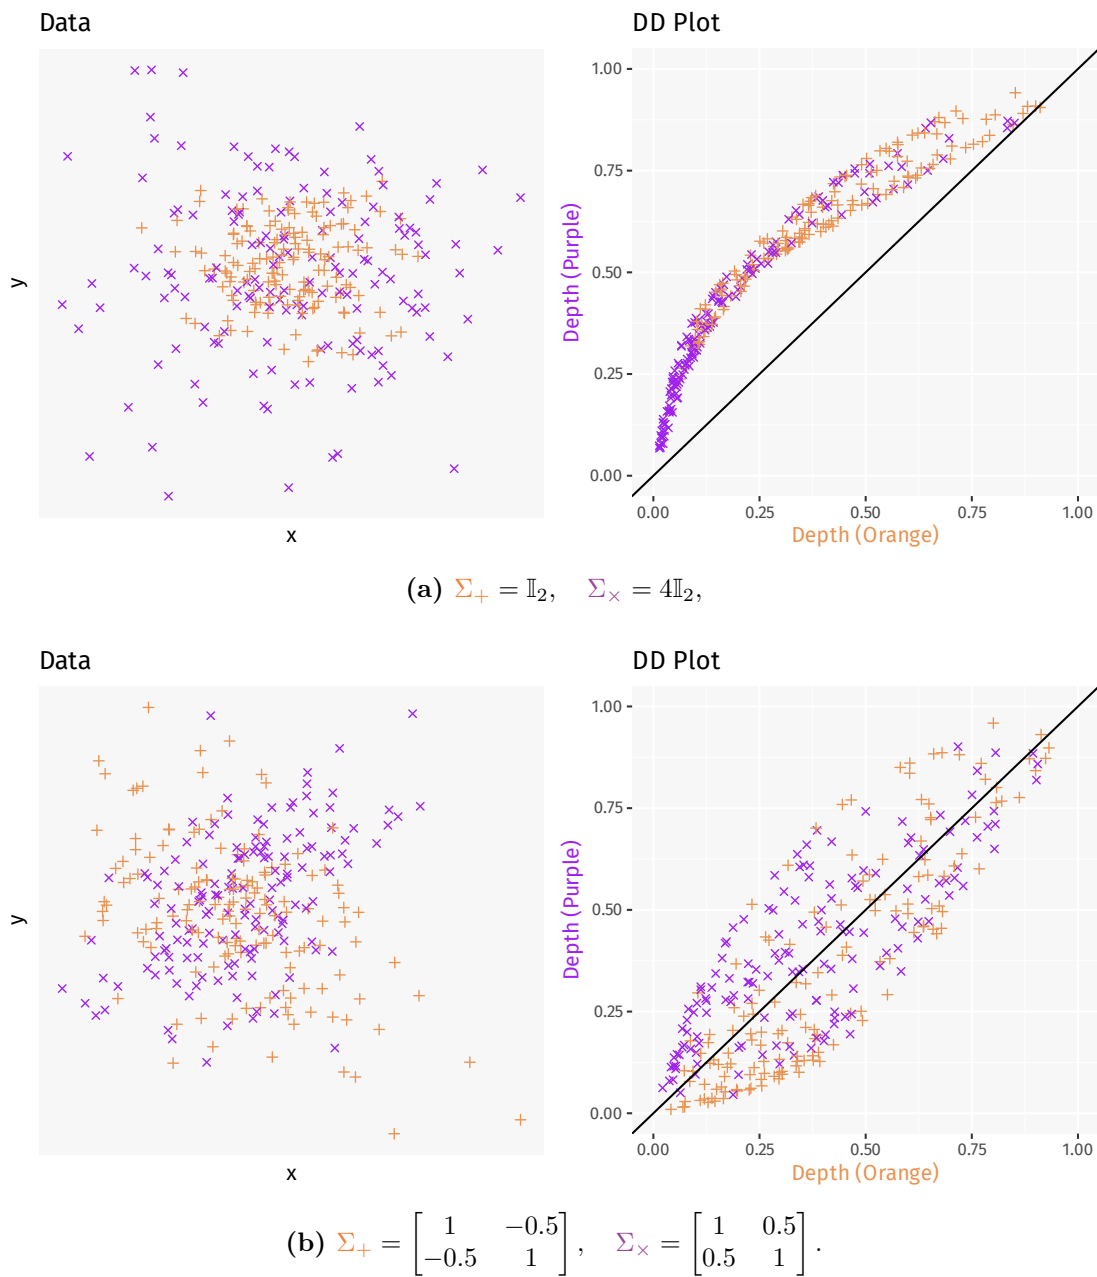 Data
DD Plot
y
x
Depth (Purple)
1.00
0.75
0.50
0.25
0.00
0.00 0.25 0.50 0.75 1.00
Depth (Orange)
(a) Σ₊ = 𝕀₂, Σ× = 4𝕀₂,
Data
DD Plot
y
x
Depth (Purple)
1.00
0.75
0.50
0.25
0.00
0.00 0.25 0.50 0.75 1.00
Depth (Orange)
(b) Σ₊ = [1 −0.5; −0.5 1], Σ× = [1 0.5; 0.5 1].